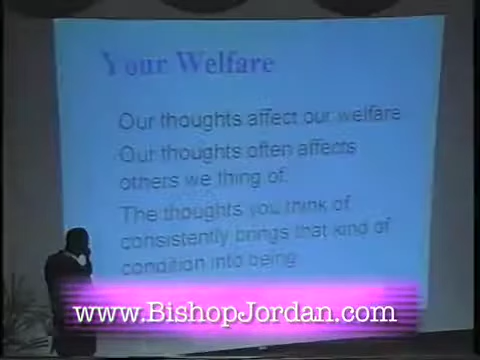 Your Welfare
Our thoughts affect our welfare
Our thoughts often affects
others we thing of.
The thoughts you think of
consistently brings that kind of
condition into being
www.BishopJordan.com